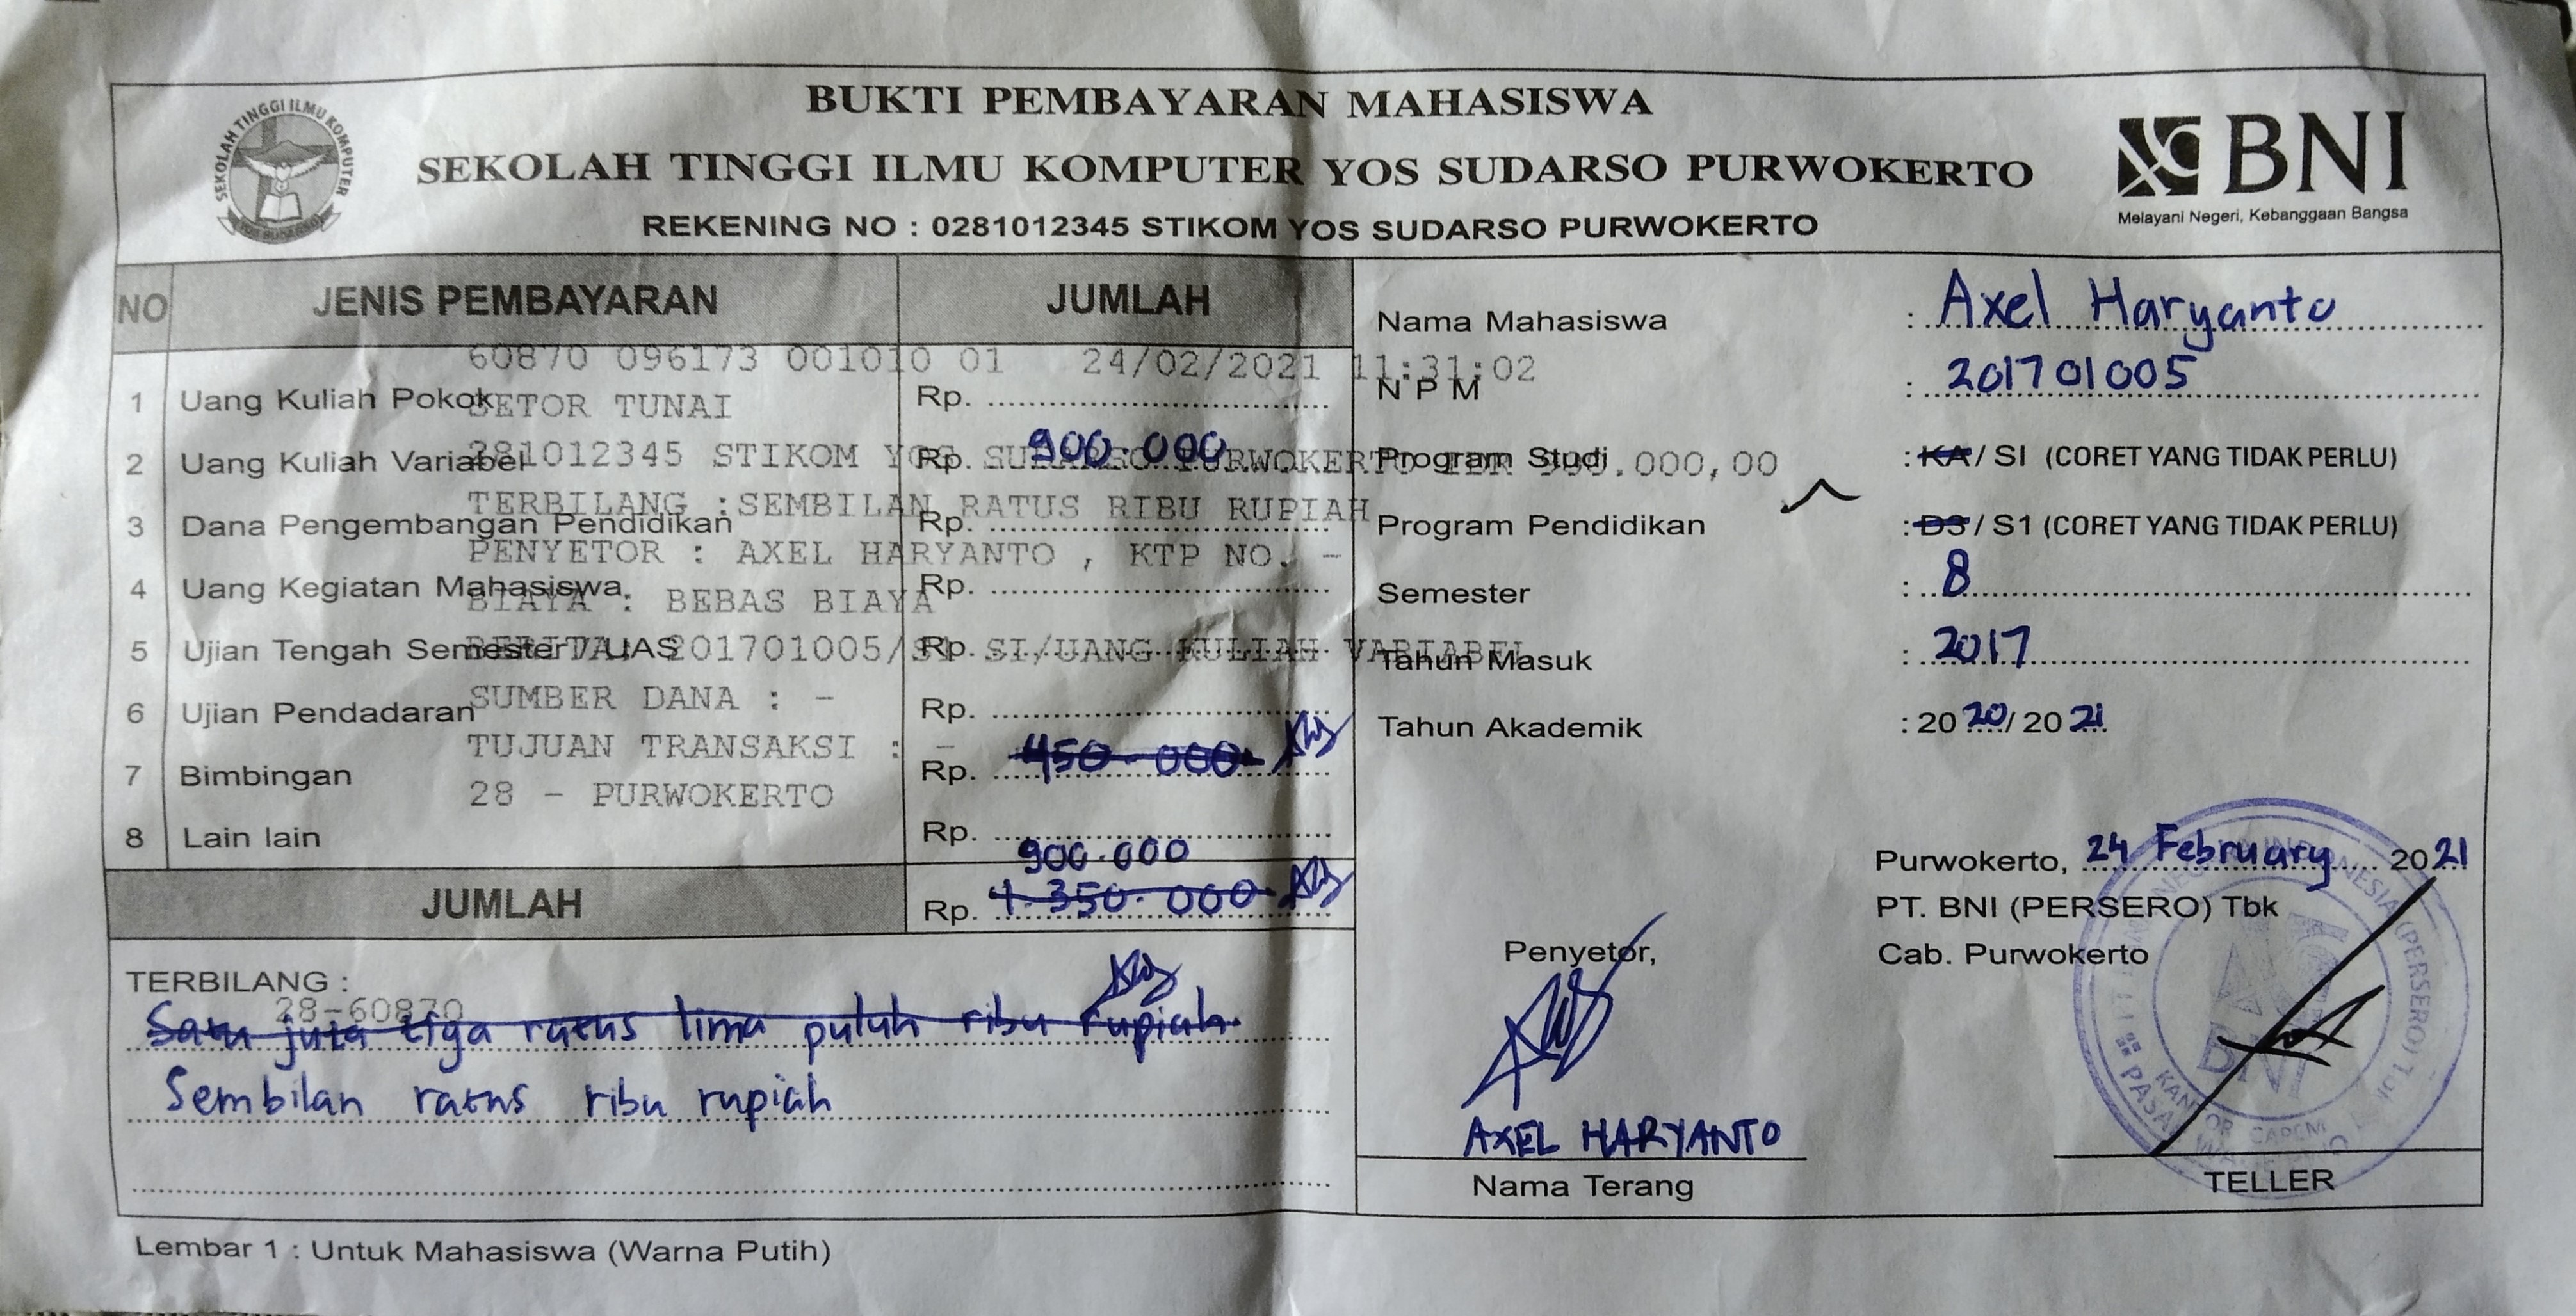 BUKTI PEMBAYARAN MAHASISWA
SEKOLAH TINGGI ILMU KOMPUTER YOS SUDARSO PURWOKERTO
REKENING NO : 0281012345 STIKOM YOS SUDARSO PURWOKERTO
SEKOLAH TINGGI ILMU KOMPUTER
YOS SUDARSO
BNI
Melayani Negeri, Kebanggaan Bangsa
NO JENIS PEMBAYARAN JUMLAH
1 Uang Kuliah Pokok Rp.
2 Uang Kuliah Variabel Rp. 900.000
3 Dana Pengembangan Pendidikan Rp.
4 Uang Kegiatan Mahasiswa Rp.
5 Ujian Tengah Semester / UAS Rp.
6 Ujian Pendadaran Rp.
7 Bimbingan Rp. 450.000
8 Lain lain Rp.
900.000
JUMLAH Rp. 1.350.000
TERBILANG :
Satu juta tiga ratus lima puluh ribu rupiah
Sembilan ratus ribu rupiah
60870 096173 001010 01 24/02/2021 11:31:02
SETOR TUNAI
281012345 STIKOM YOS SUDARSO PURWOKERTO IDR 900.000,00
TERBILANG :SEMBILAN RATUS RIBU RUPIAH
PENYETOR : AXEL HARYANTO , KTP NO. -
BIAYA : BEBAS BIAYA
BERITA: 201701005/S1 SI/UANG KULIAH VARIABEL
SUMBER DANA : -
TUJUAN TRANSAKSI : -
28 - PURWOKERTO
28-60870
Nama Mahasiswa : Axel Haryanto
N P M : 201701005
Program Studi : KA / SI (CORET YANG TIDAK PERLU)
Program Pendidikan : D3 / S1 (CORET YANG TIDAK PERLU)
Semester : 8
Tahun Masuk : 2017
Tahun Akademik : 2020/2021
Purwokerto, 24 February 2021
PT. BNI (PERSERO) Tbk
Cab. Purwokerto
Penyetor,
AXEL HARYANTO
Nama Terang
TELLER
Lembar 1 : Untuk Mahasiswa (Warna Putih)